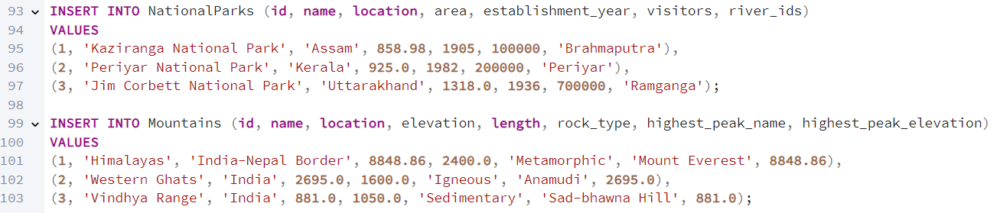 93 INSERT INTO NationalParks (id, name, location, area, establishment_year, visitors, river_ids)
94 VALUES
95 (1, 'Kaziranga National Park', 'Assam', 858.98, 1905, 100000, 'Brahmaputra'),
96 (2, 'Periyar National Park', 'Kerala', 925.0, 1982, 200000, 'Periyar'),
97 (3, 'Jim Corbett National Park', 'Uttarakhand', 1318.0, 1936, 700000, 'Ramganga');
98
99 INSERT INTO Mountains (id, name, location, elevation, length, rock_type, highest_peak_name, highest_peak_elevation)
100 VALUES
101 (1, 'Himalayas', 'India-Nepal Border', 8848.86, 2400.0, 'Metamorphic', 'Mount Everest', 8848.86),
102 (2, 'Western Ghats', 'India', 2695.0, 1600.0, 'Igneous', 'Anamudi', 2695.0),
103 (3, 'Vindhya Range', 'India', 881.0, 1050.0, 'Sedimentary', 'Sad-bhawna Hill', 881.0);